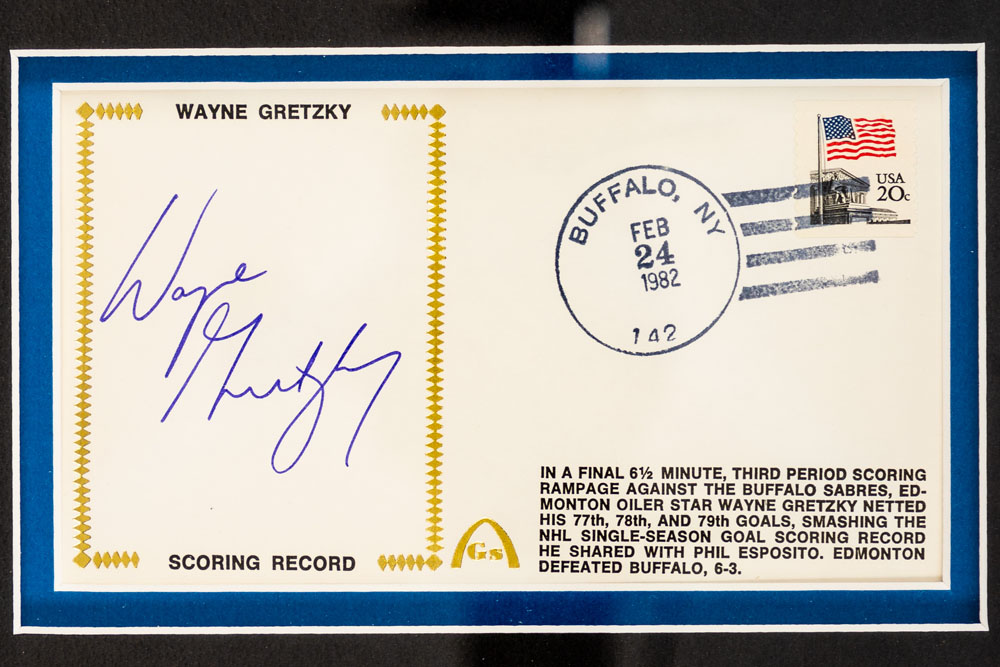 WAYNE GRETZKY
Wayne
Gretzky
SCORING RECORD
BUFFALO, NY
FEB
24
1982
142
USA
20c
Gs
IN A FINAL 6½ MINUTE, THIRD PERIOD SCORING
RAMPAGE AGAINST THE BUFFALO SABRES, ED-
MONTON OILER STAR WAYNE GRETZKY NETTED
HIS 77th, 78th, AND 79th GOALS, SMASHING THE
NHL SINGLE-SEASON GOAL SCORING RECORD
HE SHARED WITH PHIL ESPOSITO. EDMONTON
DEFEATED BUFFALO, 6-3.